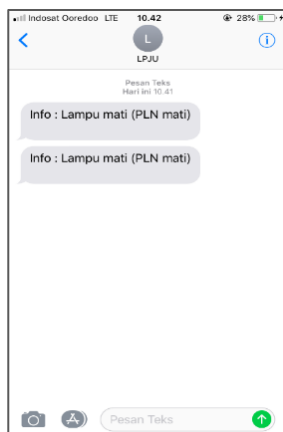 Indosat Ooredoo LTE 10.42 28%
L
LPJU
Pesan Teks
Hari ini 10.41
Info : Lampu mati (PLN mati)
Info : Lampu mati (PLN mati)
Pesan Teks